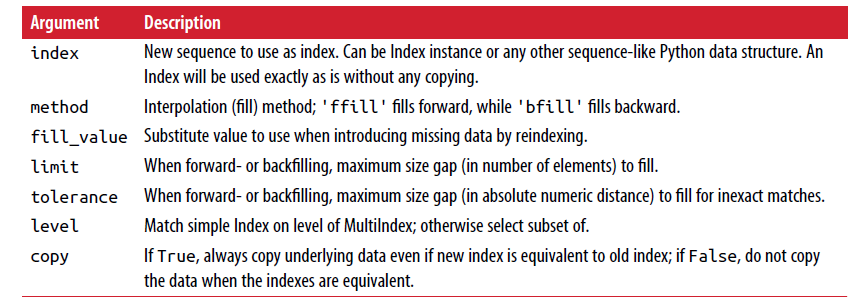 Argument Description
index New sequence to use as index. Can be Index instance or any other sequence-like Python data structure. An
Index will be used exactly as is without any copying.
method Interpolation (fill) method; 'ffill' fills forward, while 'bfill' fills backward.
fill_value Substitute value to use when introducing missing data by reindexing.
limit When forward- or backfilling, maximum size gap (in number of elements) to fill.
tolerance When forward- or backfilling, maximum size gap (in absolute numeric distance) to fill for inexact matches.
level Match simple Index on level of MultiIndex; otherwise select subset of.
copy If True, always copy underlying data even if new index is equivalent to old index; if False, do not copy
the data when the indexes are equivalent.